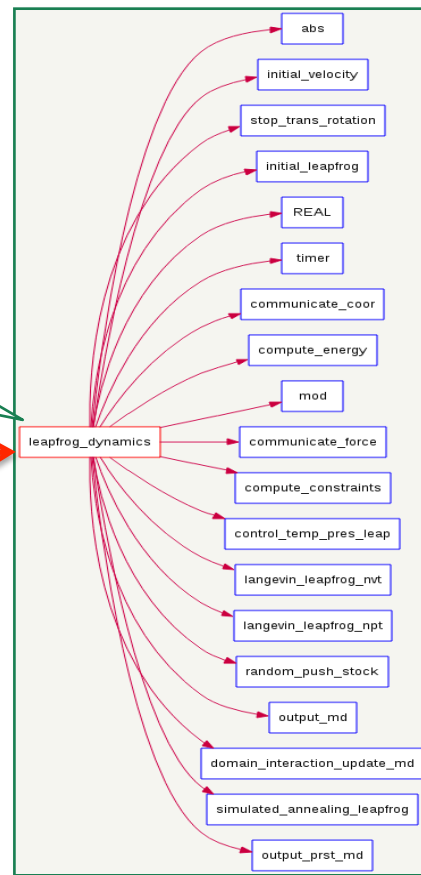 abs
initial_velocity
stop_trans_rotation
initial_leapfrog
REAL
timer
communicate_coor
compute_energy
mod
leapfrog_dynamics
communicate_force
compute_constraints
control_temp_pres_leap
langevin_leapfrog_nvt
langevin_leapfrog_npt
random_push_stock
output_md
domain_interaction_update_md
simulated_annealing_leapfrog
output_prst_md